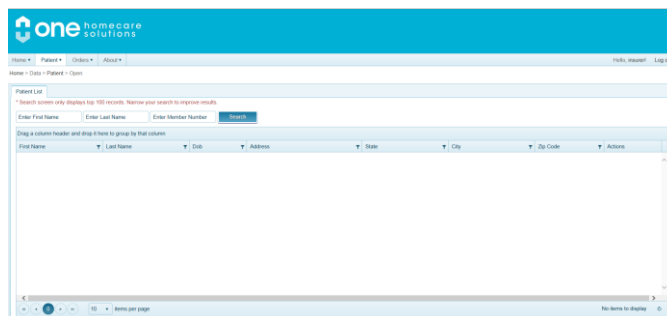 one homecare solutions
Home Patient Orders About Hello, mauren! Log
Home > Data > Patient > Open
Patient List
* Search screen only displays top 100 records. Narrow your search to improve results.
Enter First Name Enter Last Name Enter Member Number Search
Drag a column header and drop it here to group by that column
First Name Last Name Dob Address State City Zip Code Actions
10 items per page No items to display